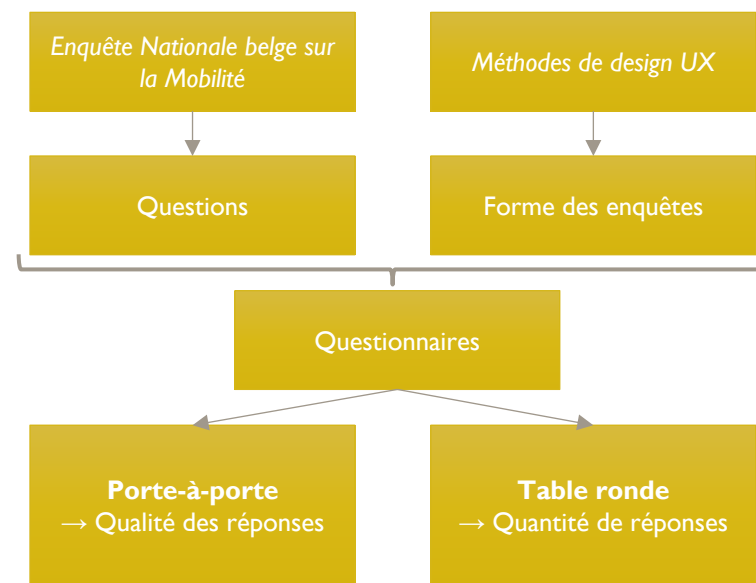 Enquête Nationale belge sur
la Mobilité
Méthodes de design UX
Questions
Forme des enquêtes
Questionnaires
Porte-à-porte
→ Qualité des réponses
Table ronde
→ Quantité de réponses